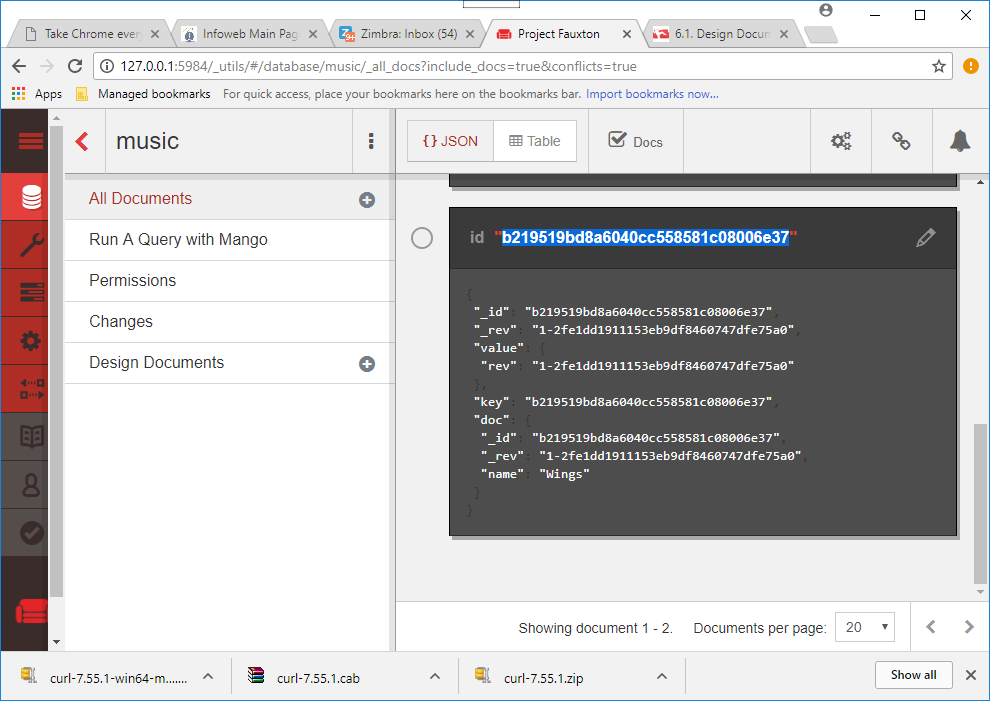 Take Chrome ever
Infoweb Main Pag
Zimbra: Inbox (54)
Project Fauxton
6.1. Design Docum
127.0.0.1:5984/_utils/#/database/music/_all_docs?include_docs=true&conflicts=true
Apps
Managed bookmarks
For quick access, place your bookmarks here on the bookmarks bar. Import bookmarks now...
music
{} JSON
Table
Docs
All Documents
Run A Query with Mango
Permissions
Changes
Design Documents
id "b219519bd8a6040cc558581c08006e37"
{
"_id": "b219519bd8a6040cc558581c08006e37",
"_rev": "1-2fe1dd1911153eb9df8460747dfe75a0",
"value": {
"rev": "1-2fe1dd1911153eb9df8460747dfe75a0"
},
"key": "b219519bd8a6040cc558581c08006e37",
"doc": {
"_id": "b219519bd8a6040cc558581c08006e37",
"_rev": "1-2fe1dd1911153eb9df8460747dfe75a0",
"name": "Wings"
}
}
Showing document 1 - 2.
Documents per page: 20
curl-7.55.1-win64-m.......
curl-7.55.1.cab
curl-7.55.1.zip
Show all